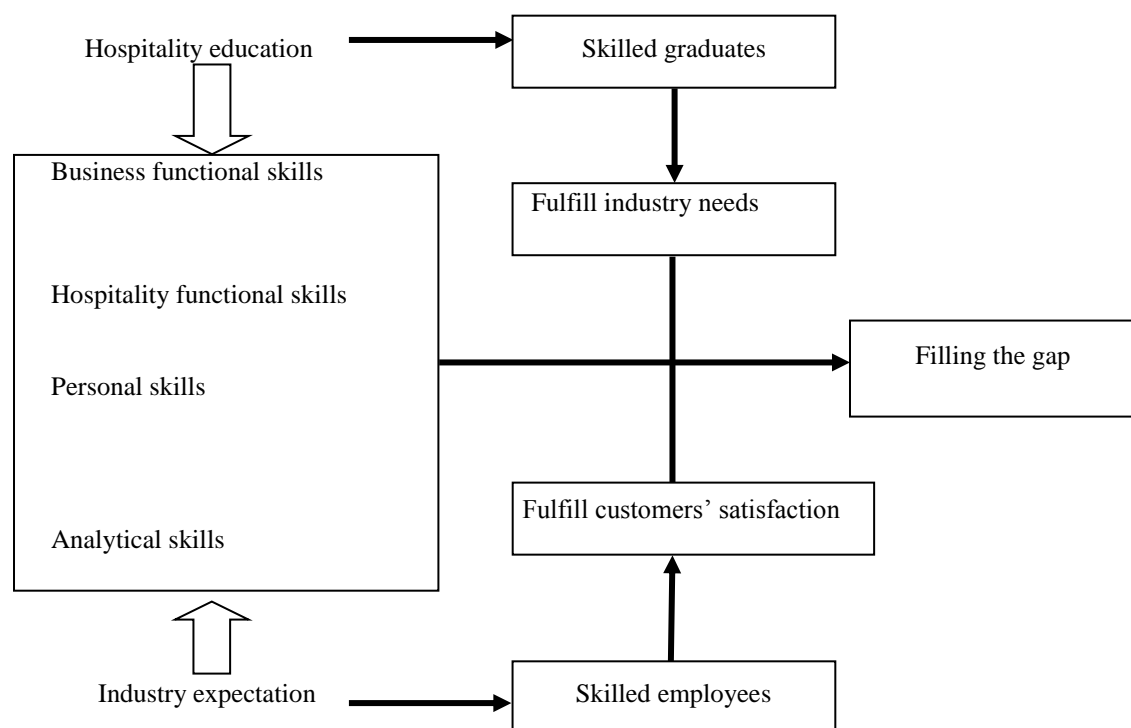 Hospitality education
Skilled graduates
Business functional skills
Fulfill industry needs
Hospitality functional skills
Filling the gap
Personal skills
Fulfill customers’ satisfaction
Analytical skills
Industry expectation
Skilled employees